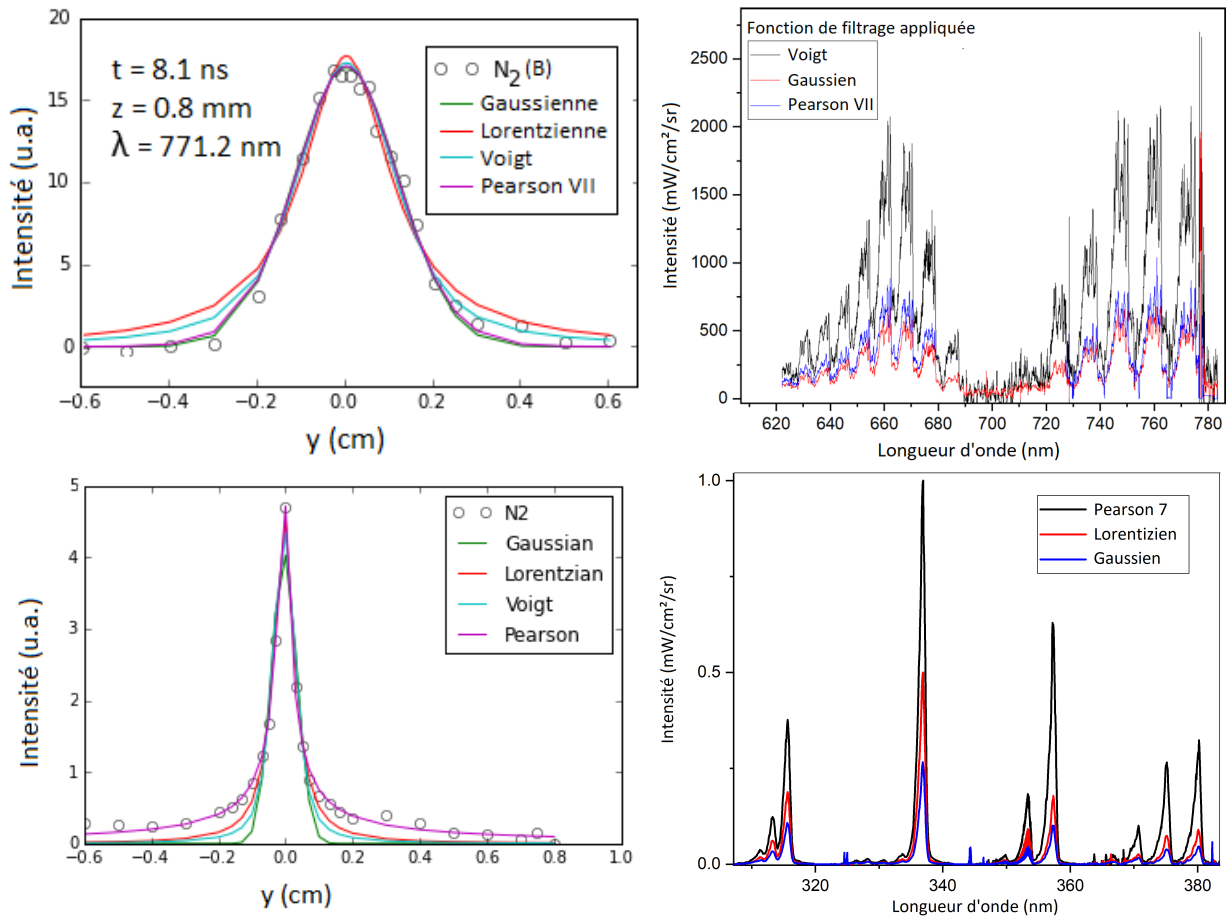 20
15
10
5
0
t = 8.1 ns
z = 0.8 mm
λ = 771.2 nm
N2 (B)
Gaussienne
Lorentzienne
Voigt
Pearson VII
Intensité (u.a.)
−0.6 −0.4 −0.2 0.0 0.2 0.4 0.6
y (cm)
Fonction de filtrage appliquée
Voigt
Gaussien
Pearson VII
2500
2000
1500
1000
500
0
Intensité (mW/cm²/sr)
620 640 660 680 700 720 740 760 780
Longueur d'onde (nm)
5
4
3
2
1
0
N2
Gaussian
Lorentzian
Voigt
Pearson
Intensité (u.a.)
−0.6 −0.4 −0.2 0.0 0.2 0.4 0.6 0.8 1.0
y (cm)
1.0
0.5
0.0
Pearson 7
Lorentizien
Gaussien
Intensité (mW/cm²/sr)
320 340 360 380
Longueur d'onde (nm)